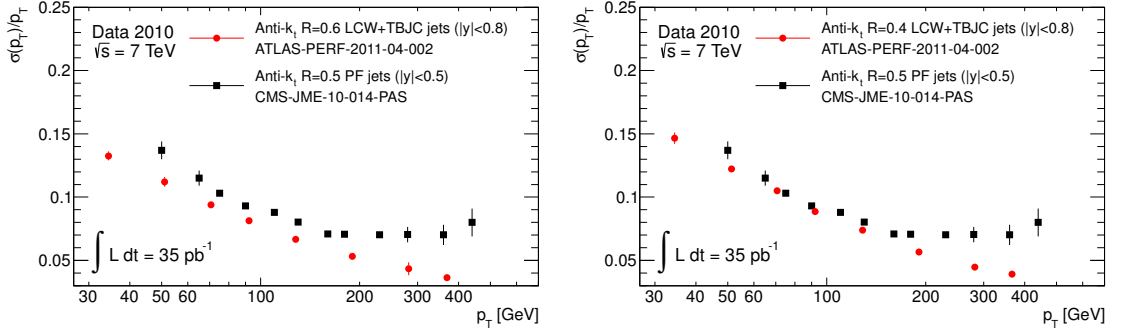 σ(p_T)/p_T
0.25
0.2
0.15
0.1
0.05
Data 2010
√s = 7 TeV
Anti-k_t R=0.6 LCW+TBJC jets (|y|<0.8)
ATLAS-PERF-2011-04-002
Anti-k_t R=0.5 PF jets (|y|<0.5)
CMS-JME-10-014-PAS
∫ L dt = 35 pb⁻¹
30 40 50 60 100 200 300 400
p_T [GeV]
σ(p_T)/p_T
0.25
0.2
0.15
0.1
0.05
Data 2010
√s = 7 TeV
Anti-k_t R=0.4 LCW+TBJC jets (|y|<0.8)
ATLAS-PERF-2011-04-002
Anti-k_t R=0.5 PF jets (|y|<0.5)
CMS-JME-10-014-PAS
∫ L dt = 35 pb⁻¹
30 40 50 60 100 200 300 400
p_T [GeV]